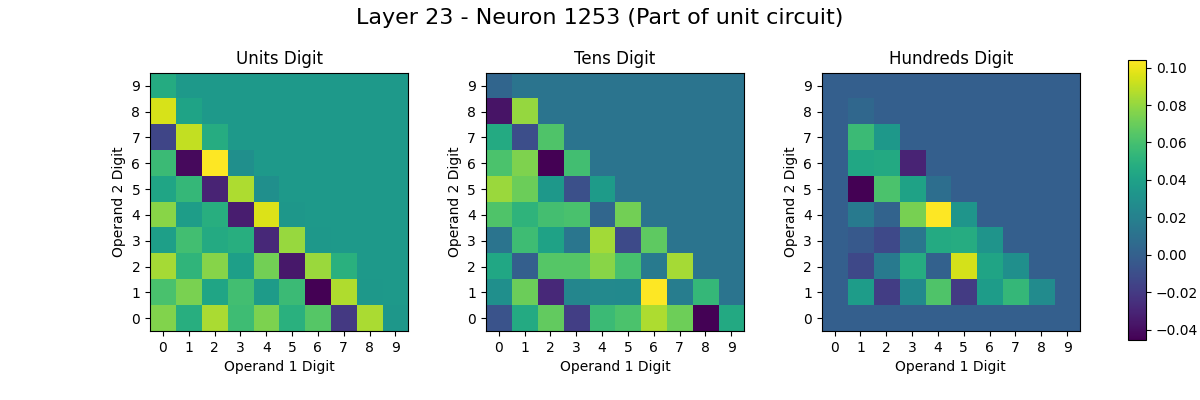 Layer 23 - Neuron 1253 (Part of unit circuit)
Units Digit
Operand 2 Digit
9
8
7
6
5
4
3
2
1
0
0 1 2 3 4 5 6 7 8 9
Operand 1 Digit
Tens Digit
Operand 2 Digit
9
8
7
6
5
4
3
2
1
0
0 1 2 3 4 5 6 7 8 9
Operand 1 Digit
Hundreds Digit
Operand 2 Digit
9
8
7
6
5
4
3
2
1
0
0 1 2 3 4 5 6 7 8 9
Operand 1 Digit
0.10
0.08
0.06
0.04
0.02
0.00
−0.02
−0.04